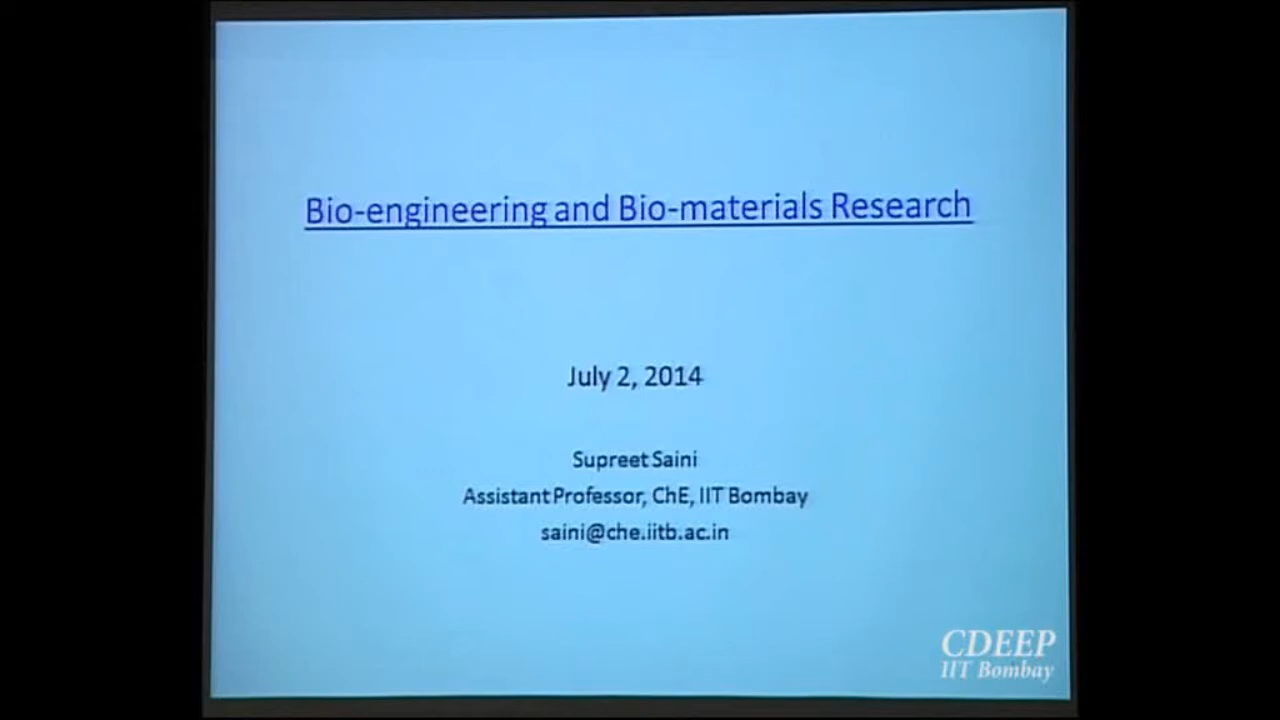 Bio-engineering and Bio-materials Research
July 2, 2014
Supreet Saini
Assistant Professor, ChE, IIT Bombay
saini@che.iitb.ac.in
CDEEP
IIT Bombay